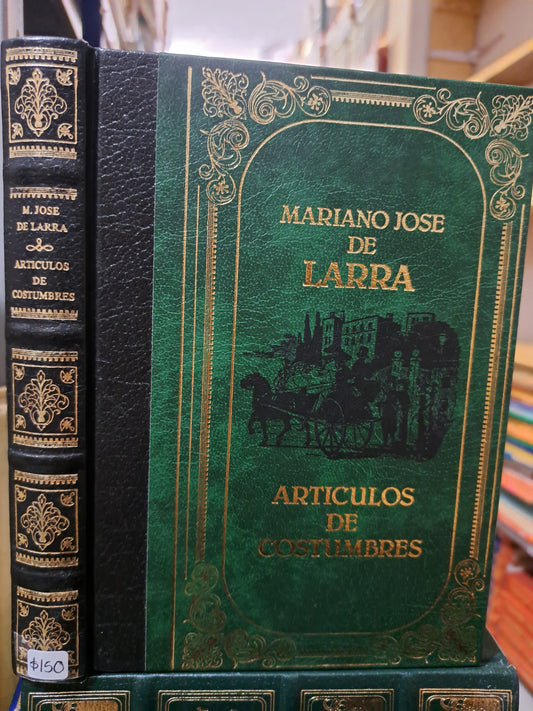 M. JOSE
DE LARRA
ARTICULOS
DE
COSTUMBRES
$150
MARIANO JOSE
DE
LARRA
ARTICULOS
DE
COSTUMBRES